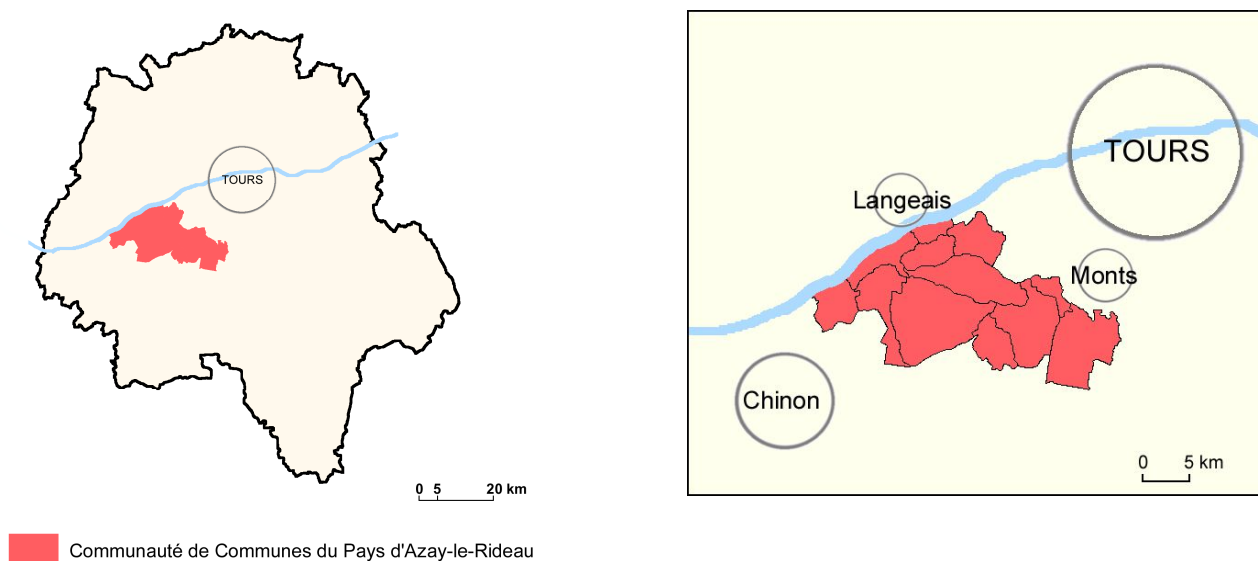 TOURS
0 5 20 km
Communauté de Communes du Pays d'Azay-le-Rideau
TOURS
Langeais
Monts
Chinon
0 5 km